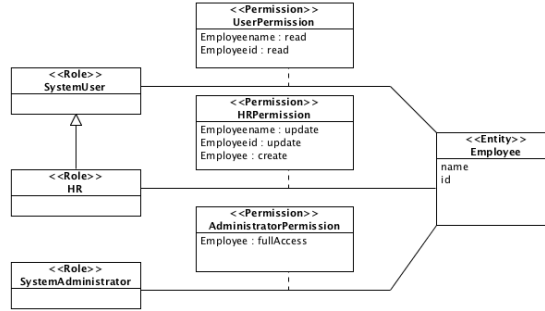 <<Permission>>
UserPermission
Employeename : read
Employeeid : read
<<Role>>
SystemUser
<<Permission>>
HRPermission
Employeename : update
Employeeid : update
Employee : create
<<Entity>>
Employee
name
id
<<Role>>
HR
<<Permission>>
AdministratorPermission
Employee : fullAccess
<<Role>>
SystemAdministrator